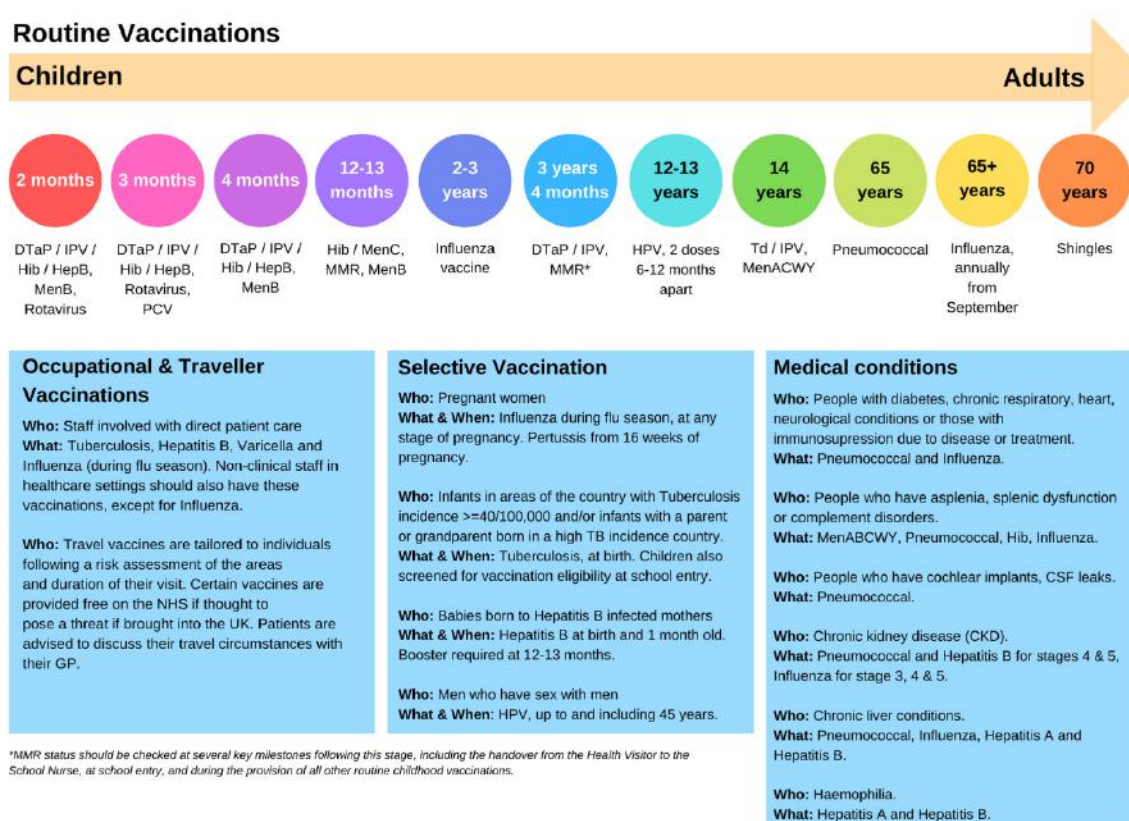 Routine Vaccinations
Children
Adults
2 months
3 months
4 months
12-13
months
2-3
years
3 years
4 months
12-13
years
14
years
65
years
65+
years
70
years
DTaP / IPV /
Hib / HepB,
MenB,
Rotavirus
DTaP / IPV /
Hib / HepB,
Rotavirus,
PCV
DTaP / IPV /
Hib / HepB,
MenB
Hib / MenC,
MMR, MenB
Influenza
vaccine
DTaP / IPV,
MMR*
HPV, 2 doses
6-12 months
apart
Td / IPV,
MenACWY
Pneumococcal
Influenza,
annually
from
September
Shingles
Occupational & Traveller
Vaccinations
Who: Staff involved with direct patient care
What: Tuberculosis, Hepatitis B, Varicella and
Influenza (during flu season). Non-clinical staff in
healthcare settings should also have these
vaccinations, except for Influenza.
Who: Travel vaccines are tailored to individuals
following a risk assessment of the areas
and duration of their visit. Certain vaccines are
provided free on the NHS if thought to
pose a threat if brought into the UK. Patients are
advised to discuss their travel circumstances with
their GP.
Selective Vaccination
Who: Pregnant women
What & When: Influenza during flu season, at any
stage of pregnancy. Pertussis from 16 weeks of
pregnancy.
Who: Infants in areas of the country with Tuberculosis
incidence >=40/100,000 and/or infants with a parent
or grandparent born in a high TB incidence country.
What & When: Tuberculosis, at birth. Children also
screened for vaccination eligibility at school entry.
Who: Babies born to Hepatitis B infected mothers
What & When: Hepatitis B at birth and 1 month old.
Booster required at 12-13 months.
Who: Men who have sex with men
What & When: HPV, up to and including 45 years.
Medical conditions
Who: People with diabetes, chronic respiratory, heart,
neurological conditions or those with
immunosupression due to disease or treatment.
What: Pneumococcal and Influenza.
Who: People who have asplenia, splenic dysfunction
or complement disorders.
What: MenABCWY, Pneumococcal, Hib, Influenza.
Who: People who have cochlear implants, CSF leaks.
What: Pneumococcal.
Who: Chronic kidney disease (CKD).
What: Pneumococcal and Hepatitis B for stages 4 & 5,
Influenza for stage 3, 4 & 5.
Who: Chronic liver conditions.
What: Pneumococcal, Influenza, Hepatitis A and
Hepatitis B.
Who: Haemophilia.
What: Hepatitis A and Hepatitis B.
*MMR status should be checked at several key milestones following this stage, including the handover from the Health Visitor to the
School Nurse, at school entry, and during the provision of all other routine childhood vaccinations.